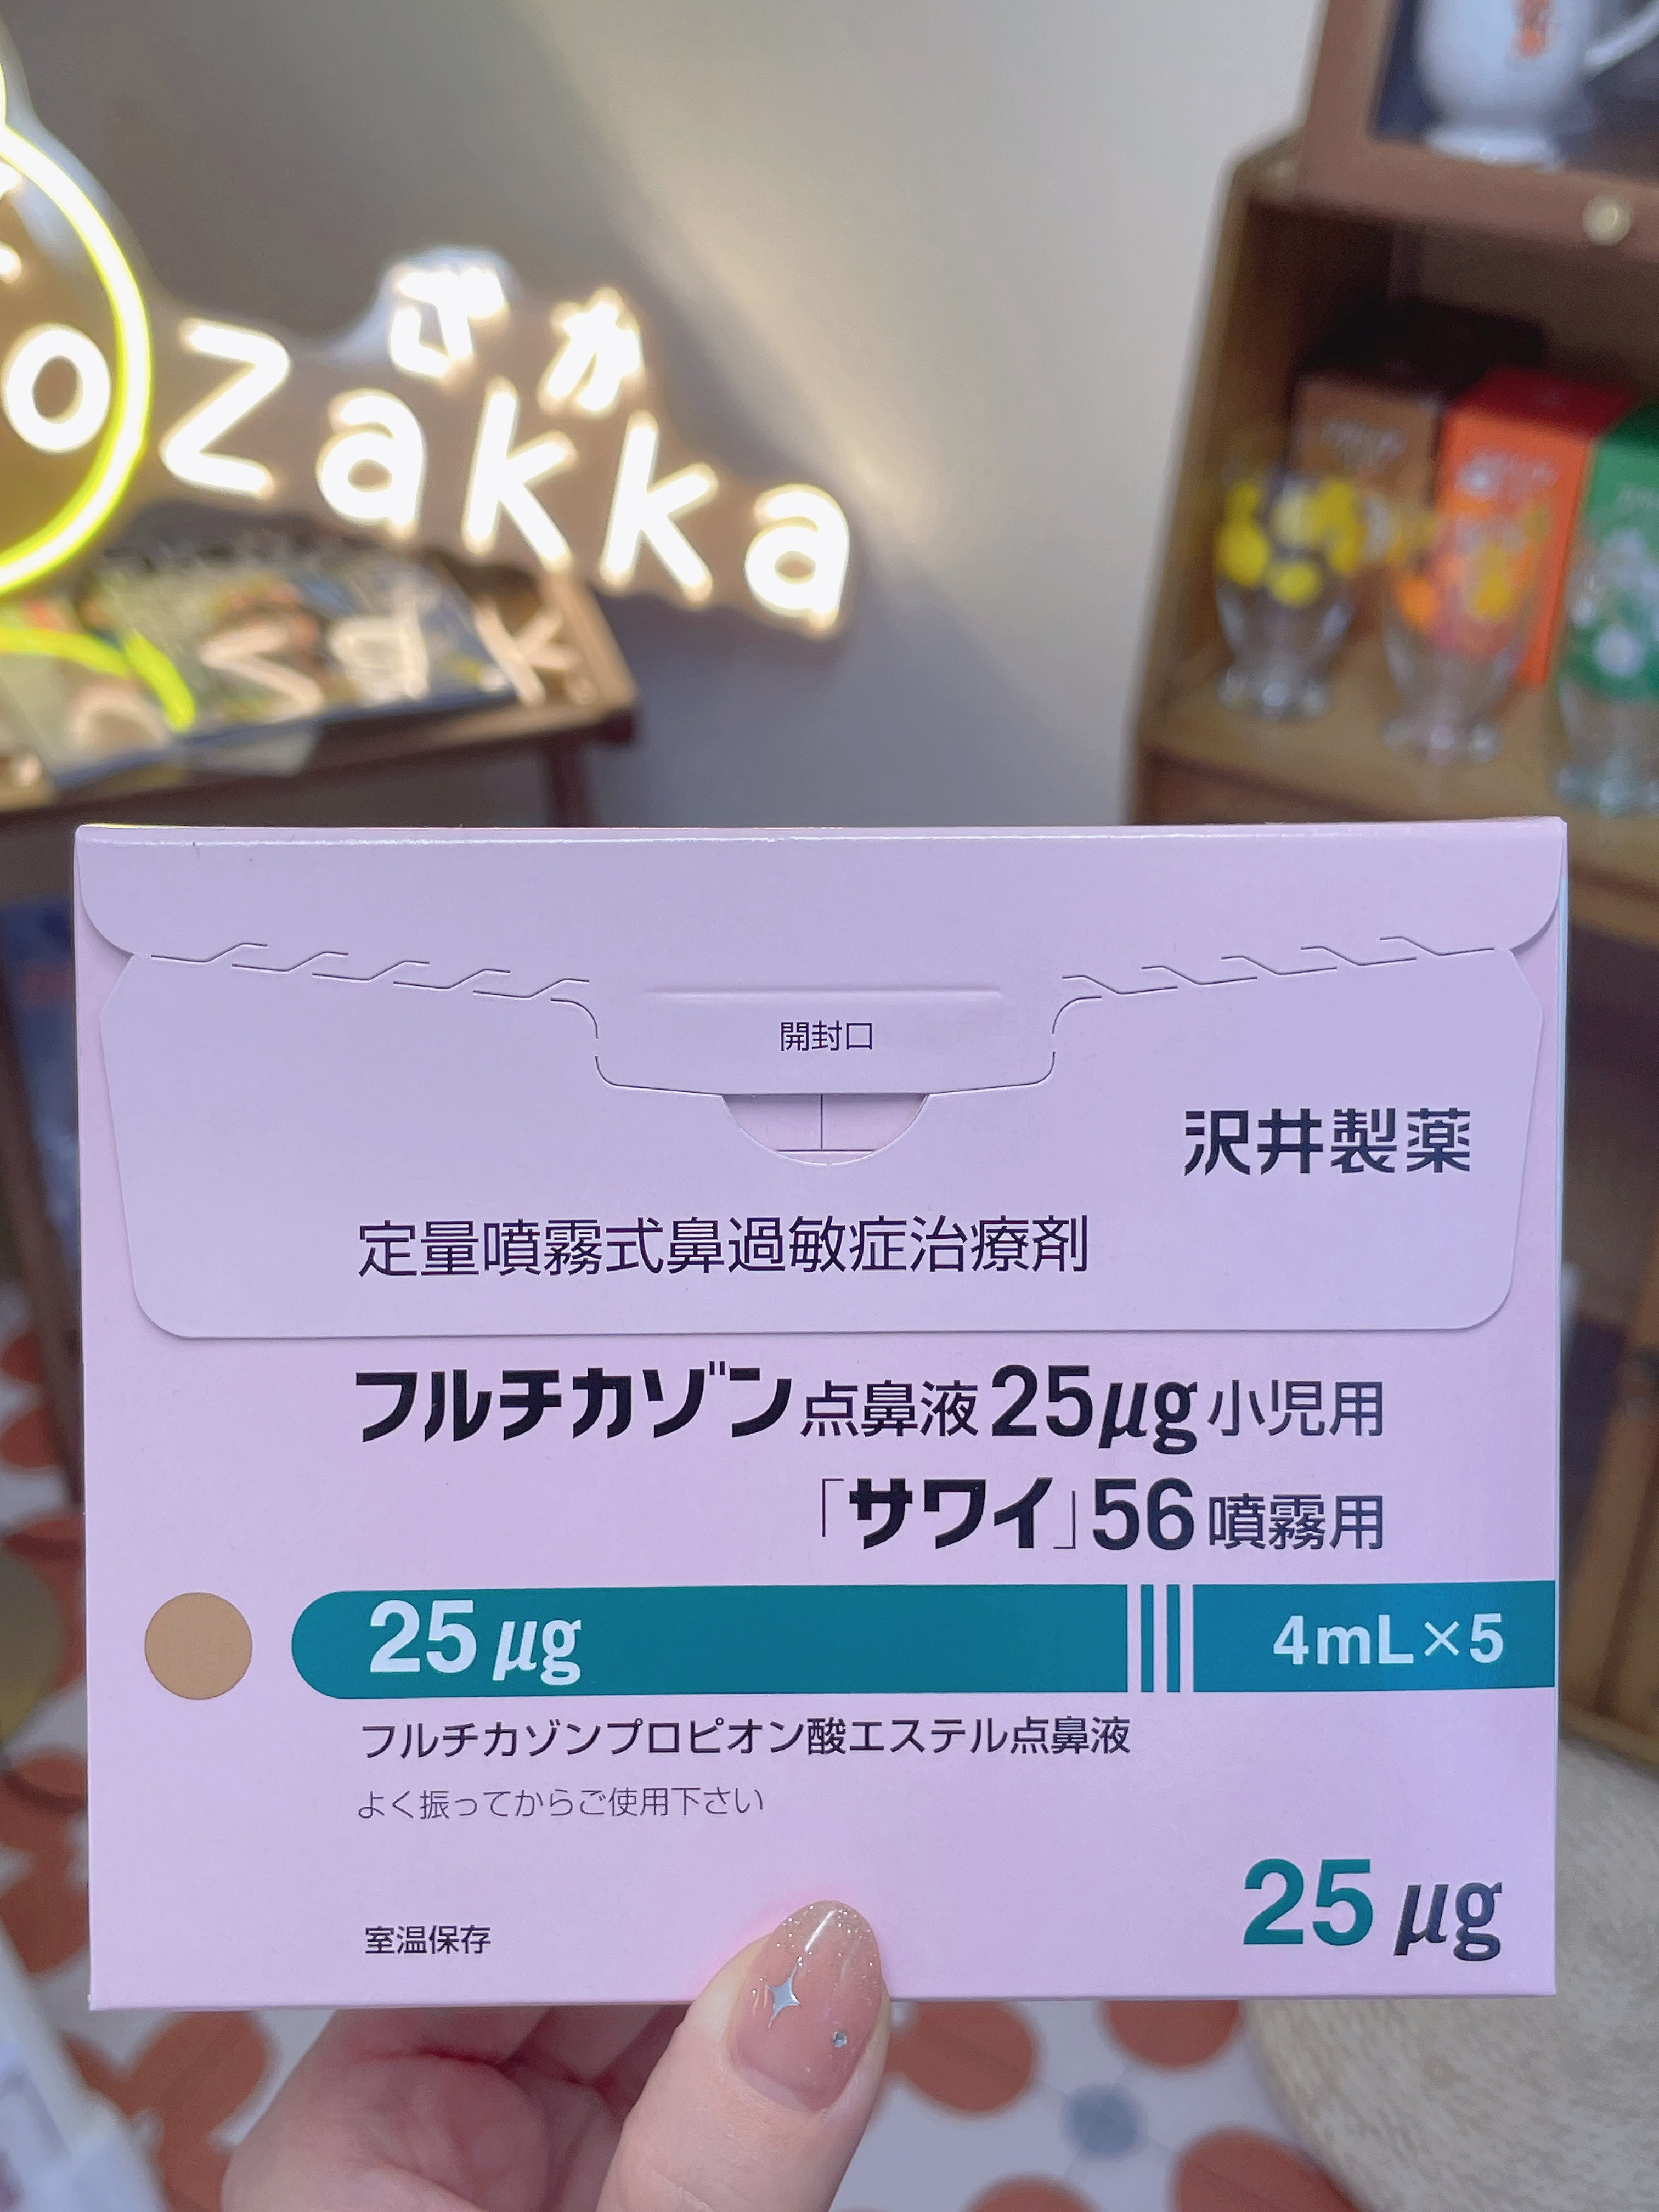 ざっか
zakka
開封口
沢井製薬
定量噴霧式鼻過敏症治療剤
フルチカゾン点鼻液25μg小児用
「サワイ」56噴霧用
25μg
4mL×5
フルチカゾンプロピオン酸エステル点鼻液
よく振ってからご使用下さい
室温保存
25μg